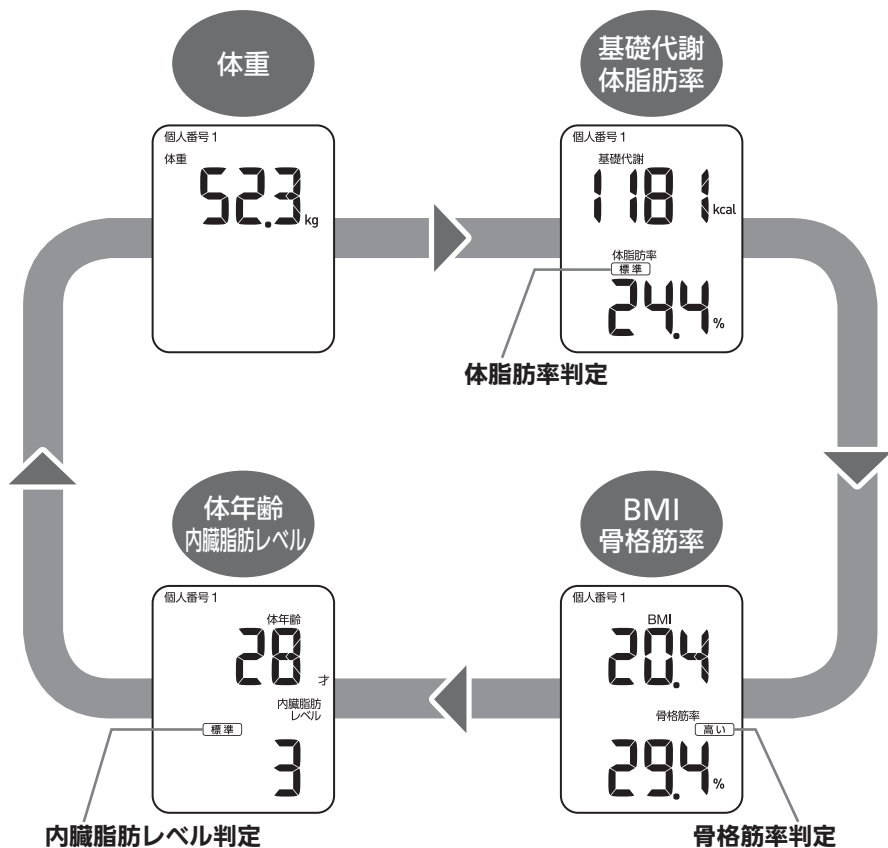 体重
個人番号1
体重
52.3 kg
基礎代謝
体脂肪率
個人番号1
基礎代謝
1181 kcal
体脂肪率
標準
24.4 %
体脂肪率判定
BMI
骨格筋率
個人番号1
BMI
20.4
骨格筋率
高い
29.4 %
骨格筋率判定
体年齢
内臓脂肪レベル
個人番号1
体年齢
28 才
内臓脂肪
レベル
標準
3
内臓脂肪レベル判定